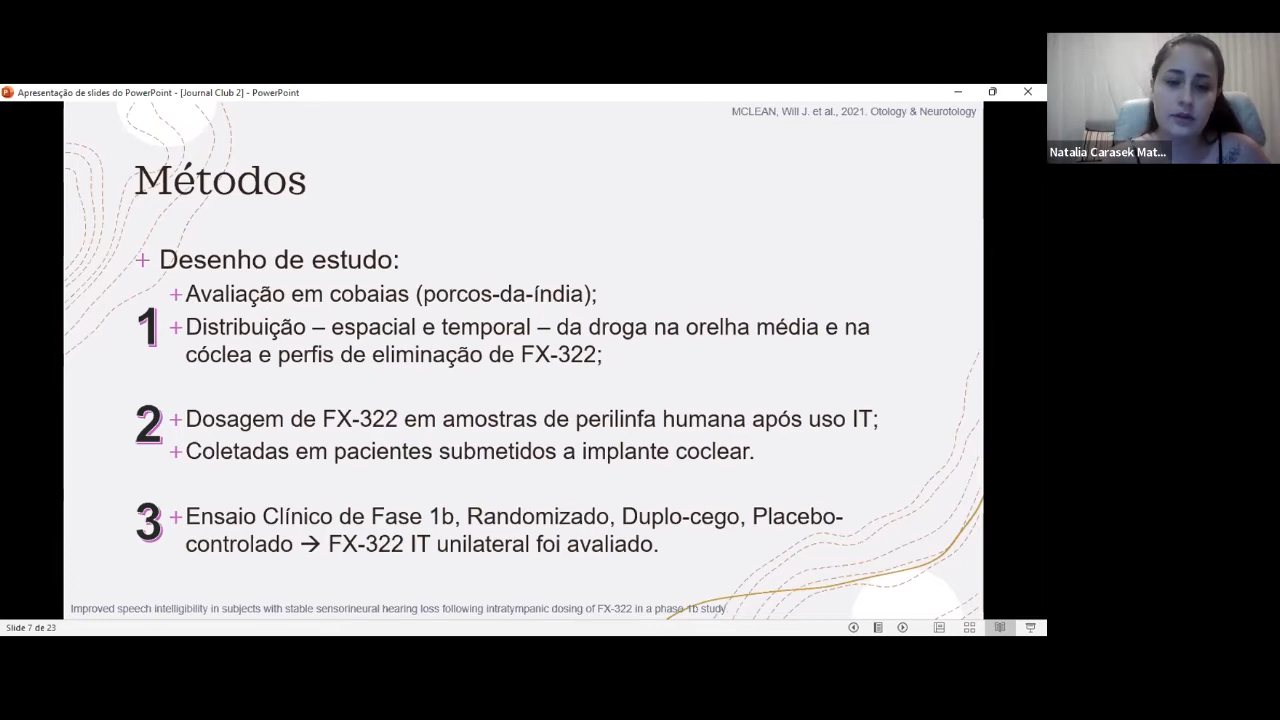 Apresentação de slides do PowerPoint - [Journal Club 2] - PowerPoint
MCLEAN, Will J. et al., 2021. Otology & Neurotology
Natalia Carasek Mat...
Métodos
+ Desenho de estudo:
+ Avaliação em cobaias (porcos-da-índia);
1
+ Distribuição – espacial e temporal – da droga na orelha média e na
cóclea e perfis de eliminação de FX-322;
2
+ Dosagem de FX-322 em amostras de perilinfa humana após uso IT;
+ Coletadas em pacientes submetidos a implante coclear.
3
+ Ensaio Clínico de Fase 1b, Randomizado, Duplo-cego, Placebo-
controlado → FX-322 IT unilateral foi avaliado.
Improved speech intelligibility in subjects with stable sensorineural hearing loss following intratympanic dosing of FX-322 in a phase 1b study
Slide 7 de 23